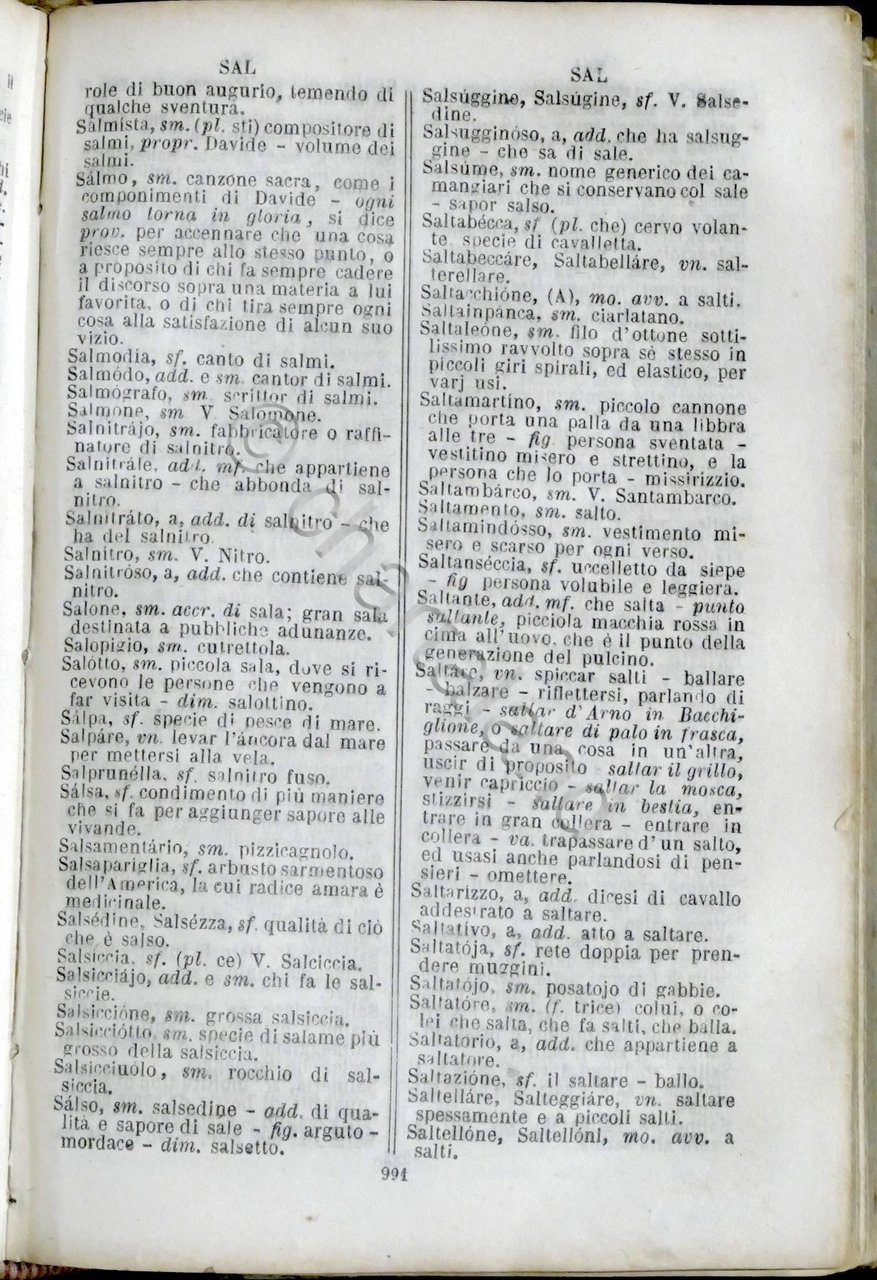 SAL
role di buon augurio, temendo di
qualche sventura.
Salmísta, sm. (pl. sti) compositore di
salmi, propr. Davide - volume dei
salmi.
Sálmo, sm. canzone sacra, come i
componimenti di Davide - ogni
salmo torna in gloria, si dice
prov. per accennare che una cosa
riesce sempre allo stesso punto, o
a proposito di chi fa sempre cadere
il discorso sopra una materia a lui
favorita, o di chi tira sempre ogni
cosa alla satisfazione di alcun suo
vizio.
Salmodía, sf. canto di salmi.
Salmódo, add. e sm. cantor di salmi.
Salmógrafo, sm. scrittor di salmi.
Salmone, sm V Salomone.
Salnitrájo, sm. fabbricatore o raffi-
natore di salnitro.
Salnitrále, add. mf. che appartiene
a salnitro - che abbonda di sal-
nitro.
Salnitráto, a, add. di salnitro - che
ha del salnitro.
Salnitro, sm. V. Nitro.
Salnitróso, a, add. che contiene sal-
nitro.
Salone, sm. accr. di sala; gran sala
destinata a pubbliche adunanze.
Salopigio, sm. cutrettola.
Salótto, sm. piccola sala, dove si ri-
cevono le persone che vengono a
far visita - dim. salottino.
Sálpa, sf. specie di pesce di mare.
Salpáre, vn. levar l'áncora dal mare
per mettersi alla vela.
Salprunélla, sf. salnitro fuso.
Sálsa, sf. condimento di più maniere
che si fa per aggiunger sapore alle
vivande.
Salsamentário, sm. pizzicagnolo.
Salsapariglia, sf. arbusto sarmentoso
dell'America, la cui radice amara è
medicinale.
Salsédine, Salsézza, sf. qualità di ciò
che è salso.
Salsíccia, sf. (pl. ce) V. Salciccia.
Salsicciájo, add. e sm. chi fa le sal-
siccie.
Salsiccióne, sm. grossa salsiccia.
Salsicciótto, sm. specie di salame più
grosso della salsiccia.
Salsicciuólo, sm. rocchio di sal-
siccia.
Sálso, sm. salsedine - add. di qua-
lità e sapore di sale - fig. arguto -
mordace - dim. salsetto.
SAL
Salsúggine, Salsúgine, sf. V. Salse-
dine.
Salsugginóso, a, add. che ha salsug-
gine - che sa di sale.
Salsúme, sm. nome generico dei ca-
mangiari che si conservano col sale
- sapor salso.
Saltabécca, sf (pl. che) cervo volan-
te specie di cavalletta.
Saltabeccáre, Saltabelláre, vn. sal-
terellare.
Saltacchióne, (A), mo. avv. a salti.
Saltainpánca, sm. ciarlatano.
Saltaleóne, sm. filo d'ottone sotti-
lissimo ravvolto sopra sè stesso in
piccoli giri spirali, ed elastico, per
varj usi.
Saltamartíno, sm. piccolo cannone
che porta una palla da una libbra
alle tre - fig. persona sventata -
vestitino misero e strettino, e la
persona che lo porta - missirizzio.
Saltambárco, sm. V. Santambarco.
Saltamento, sm. salto.
Saltamindósso, sm. vestimento mi-
sero e scarso per ogni verso.
Saltanséccia, sf. uccelletto da siepe
- fig persona volubile e leggiera.
Saltante, add. mf. che salta - punto
saltante, picciola macchia rossa in
cima all'uovo, che è il punto della
generazione del pulcino.
Saltáre, vn. spiccar salti - ballare
- balzare - riflettersi, parlando di
raggi - saltar d'Arno in Bacchi-
glione, o saltare di palo in frasca,
passare da una cosa in un'altra,
uscir di proposito - saltar il grillo,
venir capriccio - saltar la mosca,
stizzirsi - saltare in bestia, en-
trare in gran collera - entrare in
collera - va. trapassare d'un salto,
ed usasi anche parlandosi di pen-
sieri - omettere.
Saltarizzo, a, add. dicesi di cavallo
addestrato a saltare.
Saltatívo, a, add. atto a saltare.
Saltatója, sf. rete doppia per pren-
dere muggini.
Saltatójo, sm. posatojo di gabbie.
Saltatóre, sm. (f. trice) colui, o co-
lei che salta, che fa salti, che balla.
Saltatorio, a, add. che appartiene a
saltatore.
Saltazióne, sf. il saltare - ballo.
Saltelláre, Salteggiáre, vn. saltare
spessamente e a piccoli salti.
Saltellóne, Saltellóni, mo. avv. a
salti.
991